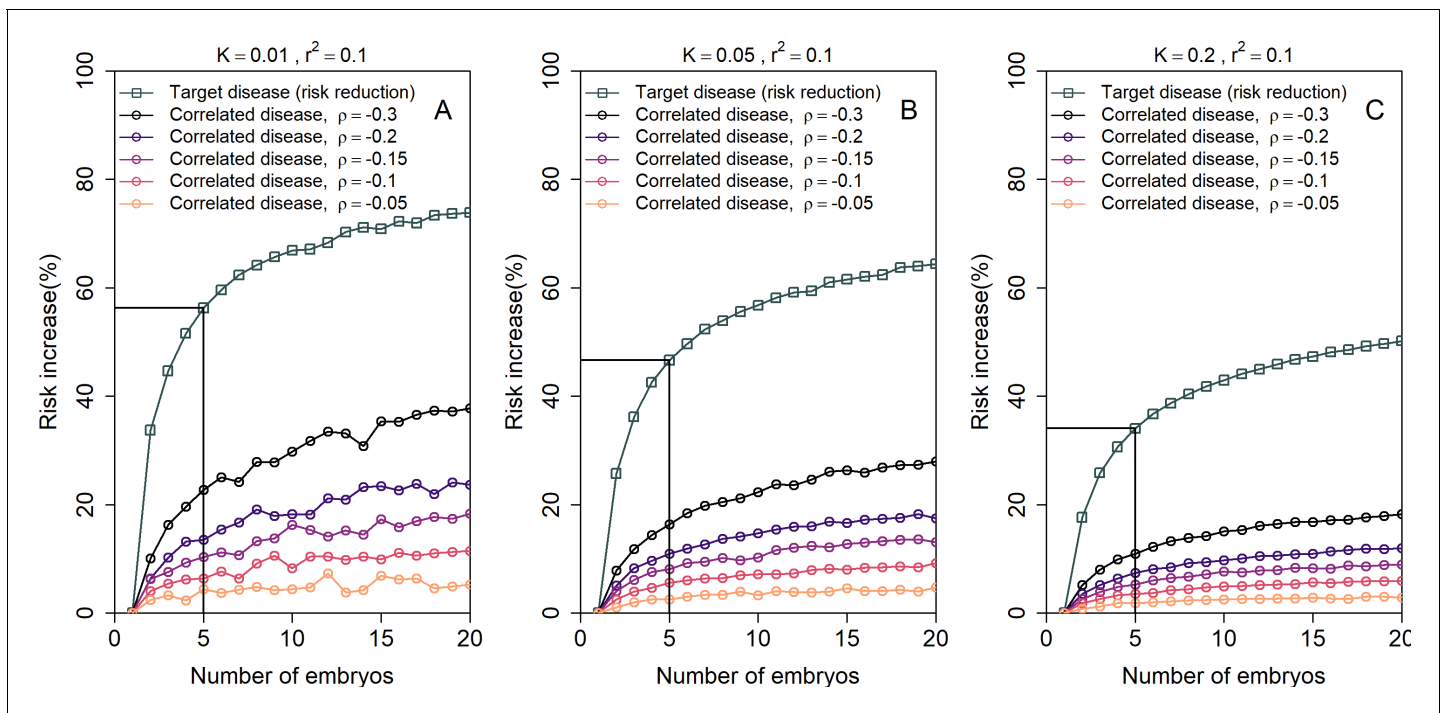 K = 0.01 , r² = 0.1
Target disease (risk reduction)
Correlated disease, ρ = -0.3
Correlated disease, ρ = -0.2
Correlated disease, ρ = -0.15
Correlated disease, ρ = -0.1
Correlated disease, ρ = -0.05
A
Risk increase(%)
100
80
60
40
20
0
0 5 10 15 20
Number of embryos
K = 0.05 , r² = 0.1
Target disease (risk reduction)
Correlated disease, ρ = -0.3
Correlated disease, ρ = -0.2
Correlated disease, ρ = -0.15
Correlated disease, ρ = -0.1
Correlated disease, ρ = -0.05
B
Risk increase(%)
100
80
60
40
20
0
0 5 10 15 20
Number of embryos
K = 0.2 , r² = 0.1
Target disease (risk reduction)
Correlated disease, ρ = -0.3
Correlated disease, ρ = -0.2
Correlated disease, ρ = -0.15
Correlated disease, ρ = -0.1
Correlated disease, ρ = -0.05
C
Risk increase(%)
100
80
60
40
20
0
0 5 10 15 20
Number of embryos